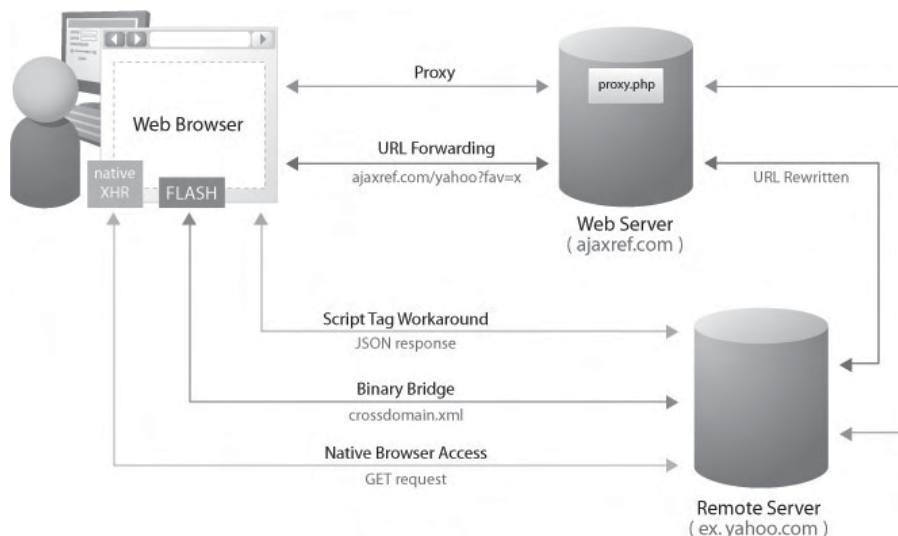 Proxy
proxy.php
Web Browser
URL Forwarding
ajaxref.com/yahoo?fav=x
URL Rewritten
native
XHR
FLASH
Web Server
( ajaxref.com )
Script Tag Workaround
JSON response
Binary Bridge
crossdomain.xml
Native Browser Access
GET request
Remote Server
( ex. yahoo.com )